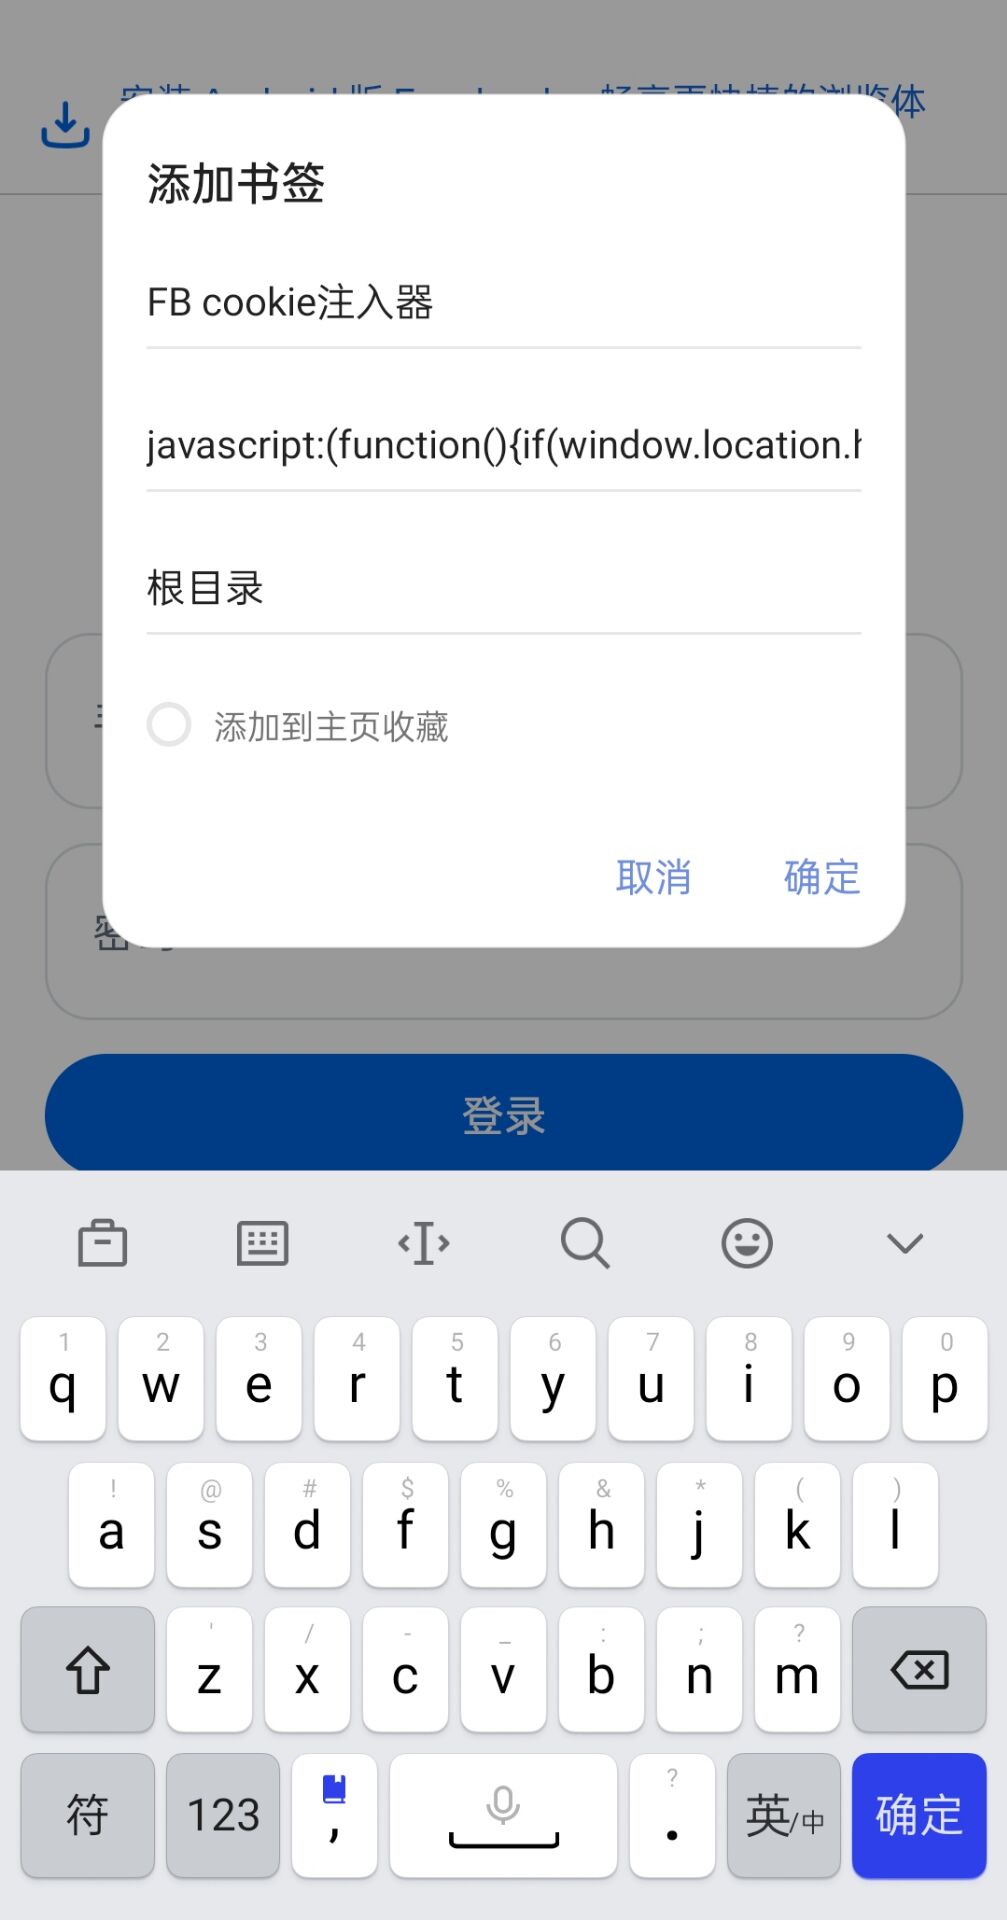 添加书签
FB cookie注入器
javascript:(function(){if(window.location.
根目录
添加到主页收藏
取消 确定
登录
1 2 3 4 5 6 7 8 9 0
q w e r t y u i o p
! @ # $ % & * ( )
a s d f g h j k l
' / - _ : ; ?
z x c v b n m
符 123 , ? . 英/中 确定